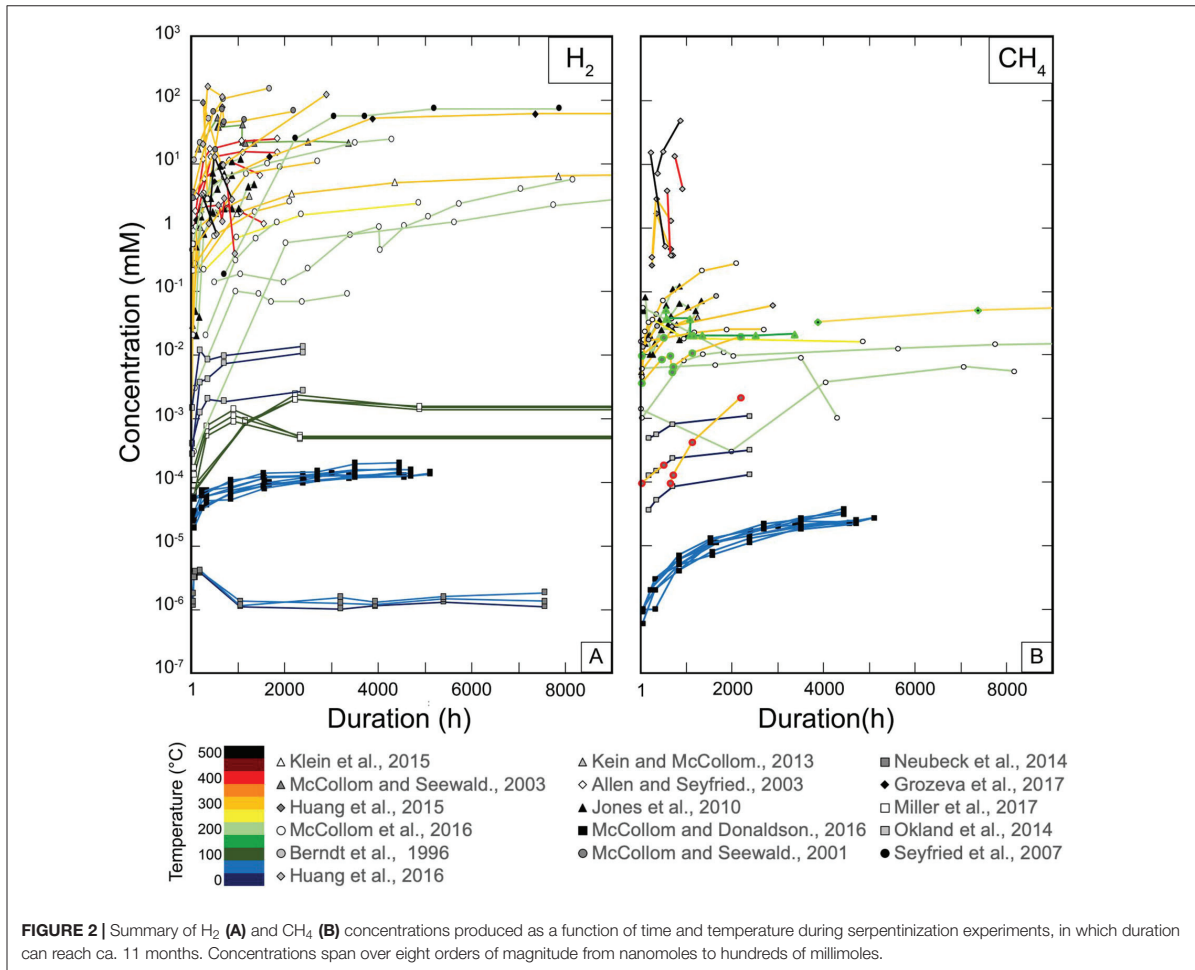 10³
10²
10¹
1
10⁻¹
10⁻²
10⁻³
10⁻⁴
10⁻⁵
10⁻⁶
10⁻⁷
Concentration (mM)
H₂
A
1 2000 4000 6000 8000
Duration (h)
CH₄
B
1 2000 4000 6000 8000
Duration(h)
Temperature (°C)
500
400
300
200
100
0
Klein et al., 2015
McCollom and Seewald., 2003
Huang et al., 2015
McCollom et al., 2016
Berndt et al., 1996
Huang et al., 2016
Kein and McCollom., 2013
Allen and Seyfried., 2003
Jones et al., 2010
McCollom and Donaldson., 2016
McCollom and Seewald., 2001
Neubeck et al., 2014
Grozeva et al., 2017
Miller et al., 2017
Okland et al., 2014
Seyfried et al., 2007
FIGURE 2 | Summary of H₂ (A) and CH₄ (B) concentrations produced as a function of time and temperature during serpentinization experiments, in which duration
can reach ca. 11 months. Concentrations span over eight orders of magnitude from nanomoles to hundreds of millimoles.